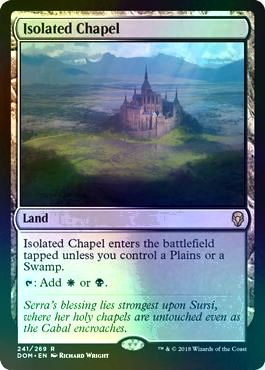 Isolated Chapel
Land
Isolated Chapel enters the battlefield
tapped unless you control a Plains or a
Swamp.
: Add or .
Serra's blessing lies strongest upon Sursi,
where her holy chapels are untouched even as
the Cabal encroaches.
241/269 R
DOM • EN RICHARD WRIGHT
™ & © 2018 Wizards of the Coast